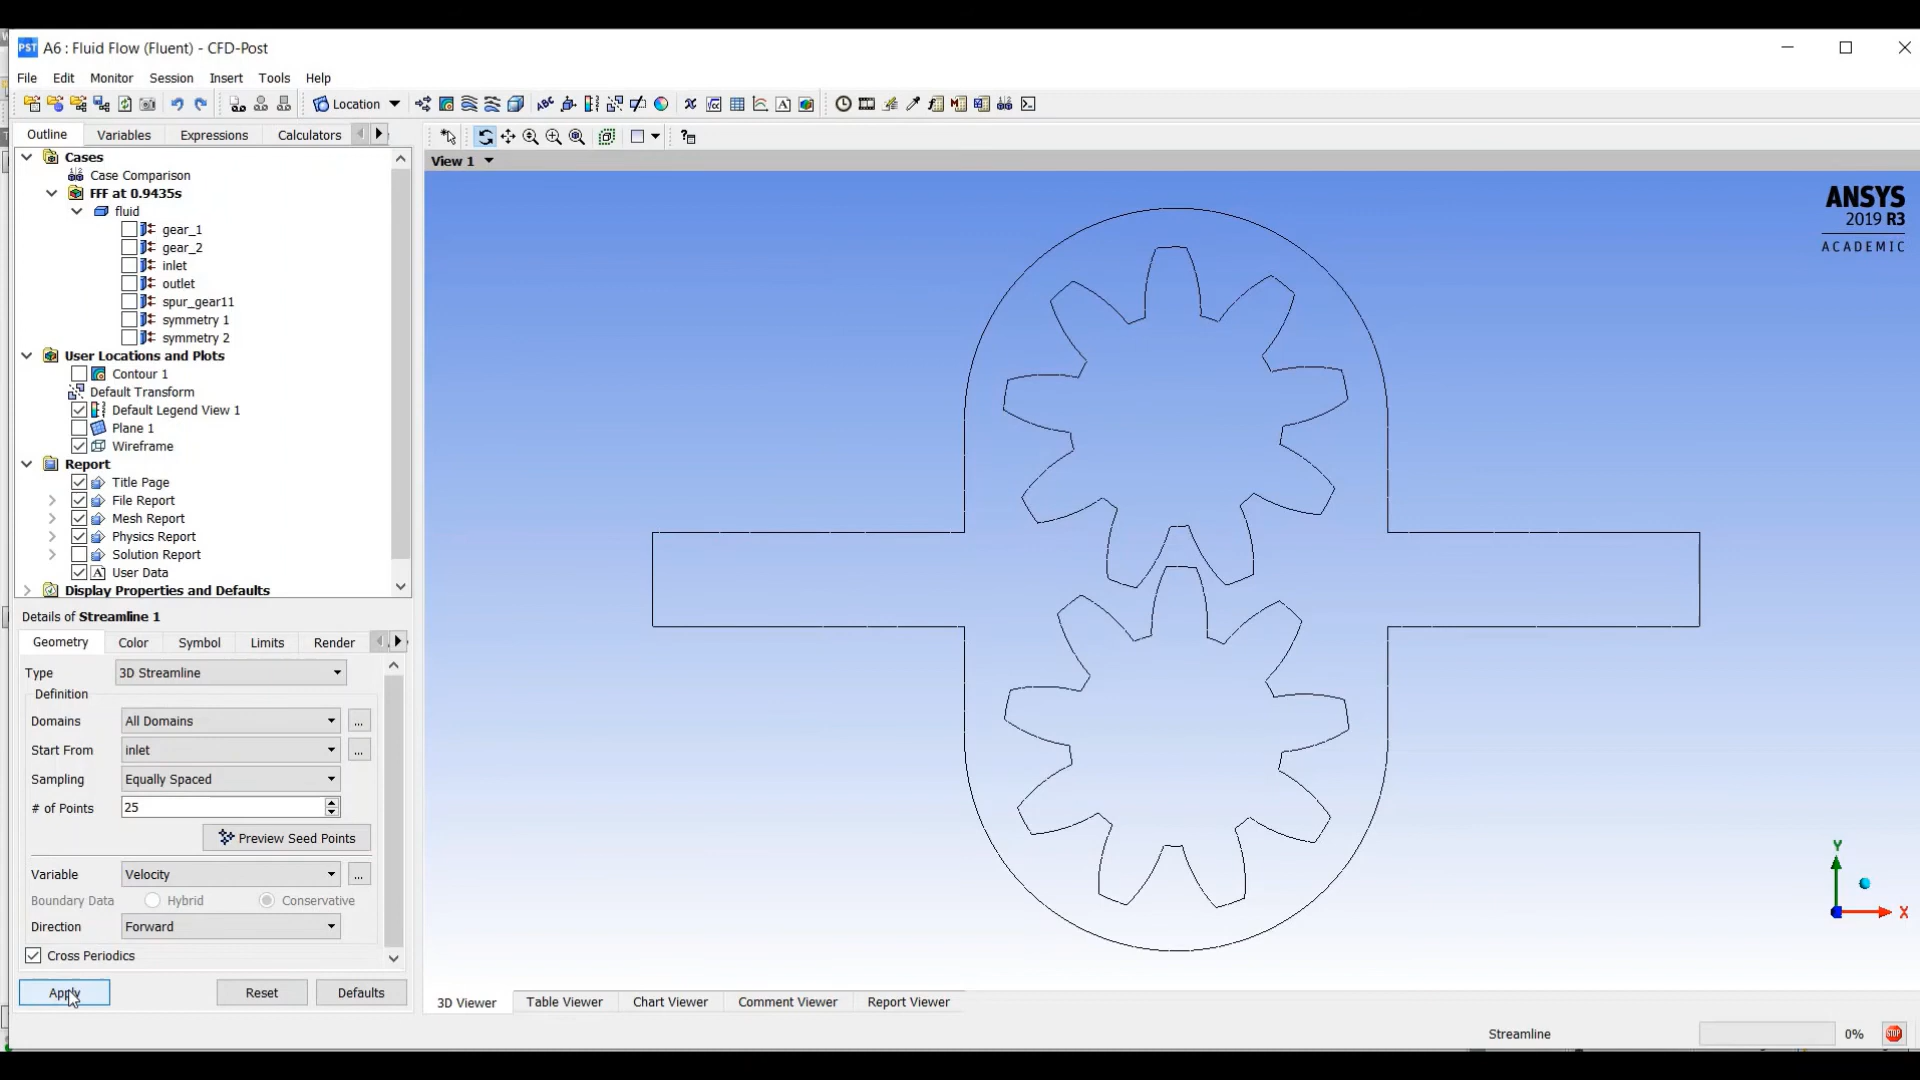 A6 : Fluid Flow (Fluent) - CFD-Post
File Edit Monitor Session Insert Tools Help
Location
Outline Variables Expressions Calculators
View 1
Cases
Case Comparison
FFF at 0.9435s
fluid
gear_1
gear_2
inlet
outlet
spur_gear11
symmetry 1
symmetry 2
User Locations and Plots
Contour 1
Default Transform
Default Legend View 1
Plane 1
Wireframe
Report
Title Page
File Report
Mesh Report
Physics Report
Solution Report
User Data
Display Properties and Defaults
Details of Streamline 1
Geometry Color Symbol Limits Render
Type 3D Streamline
Definition
Domains All Domains ...
Start From inlet ...
Sampling Equally Spaced
# of Points 25
Preview Seed Points
Variable Velocity ...
Boundary Data Hybrid Conservative
Direction Forward
Cross Periodics
Apply Reset Defaults
ANSYS
2019 R3
ACADEMIC
Y
X
3D Viewer Table Viewer Chart Viewer Comment Viewer Report Viewer
Streamline 0% STOP